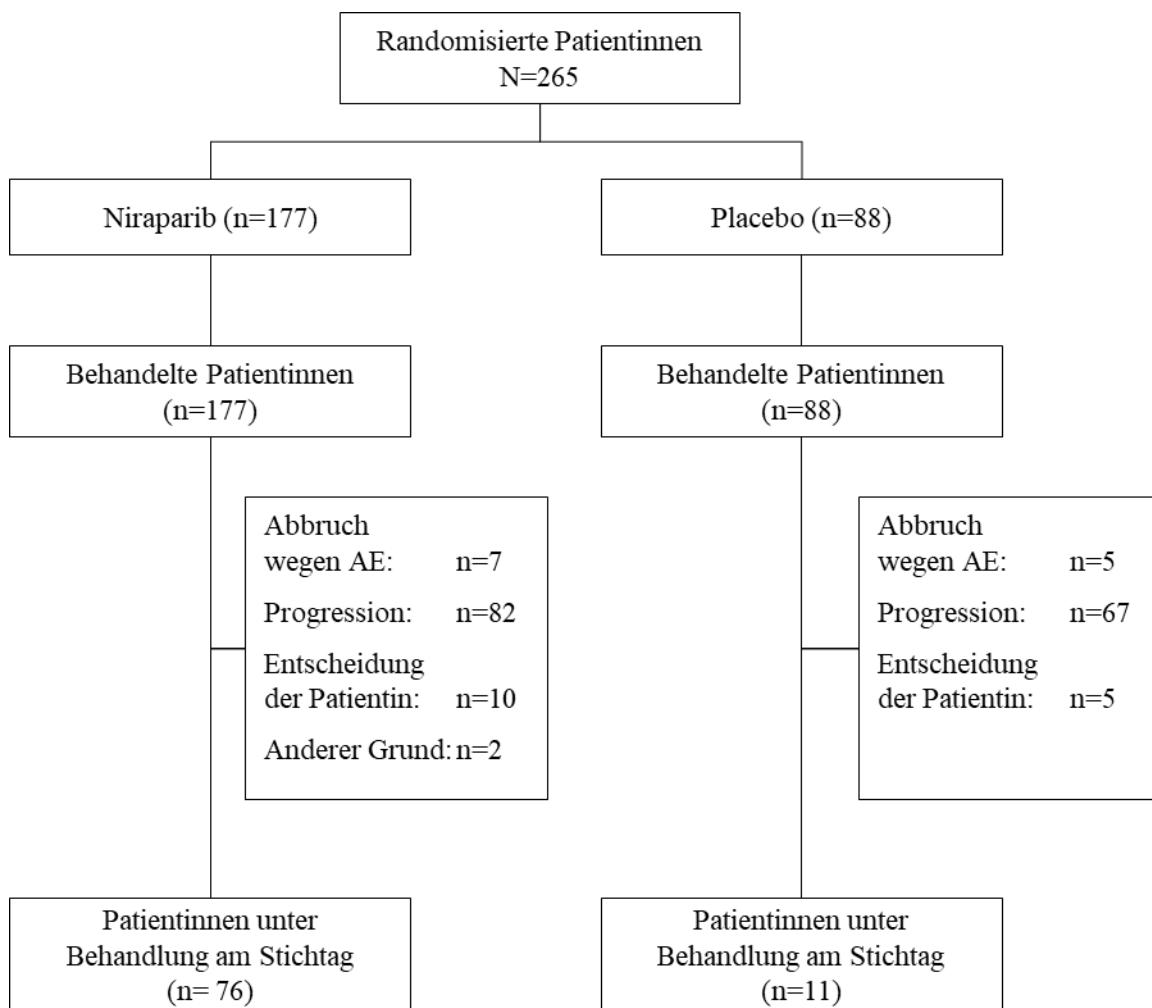 Randomisierte Patientinnen
N=265
Niraparib (n=177)
Placebo (n=88)
Behandelte Patientinnen
(n=177)
Behandelte Patientinnen
(n=88)
Abbruch
wegen AE: n=7
Progression: n=82
Entscheidung
der Patientin: n=10
Anderer Grund: n=2
Abbruch
wegen AE: n=5
Progression: n=67
Entscheidung
der Patientin: n=5
Patientinnen unter
Behandlung am Stichtag
(n= 76)
Patientinnen unter
Behandlung am Stichtag
(n=11)